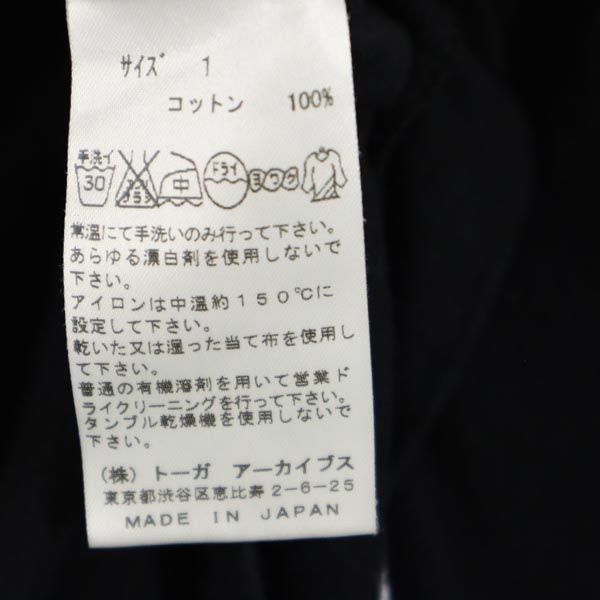 サイズ 1
コットン 100%
手洗イ 30 エンソ サラシ 中 ドライ ヨワク
常温にて手洗いのみ行って下さい。
あらゆる漂白剤を使用しないで
下さい。
アイロンは中温約150℃に
設定して下さい。
乾いた又は湿った当て布を使用し
て下さい。
普通の有機溶剤を用いて営業ド
ライクリーニングを行って下さい。
タンブル乾燥機を使用しないで
下さい。
(株) トーガ アーカイブス
東京都渋谷区恵比寿2-6-25
MADE IN JAPAN